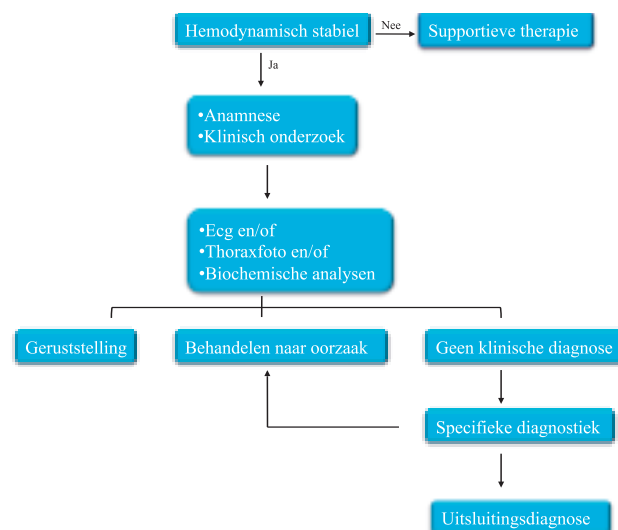 Hemodynamisch stabiel
Nee
Supportieve therapie
Ja
•Anamnese
•Klinisch onderzoek
•Ecg en/of
•Thoraxfoto en/of
•Biochemische analysen
Geruststelling
Behandelen naar oorzaak
Geen klinische diagnose
Specifieke diagnostiek
Uitsluitingsdiagnose